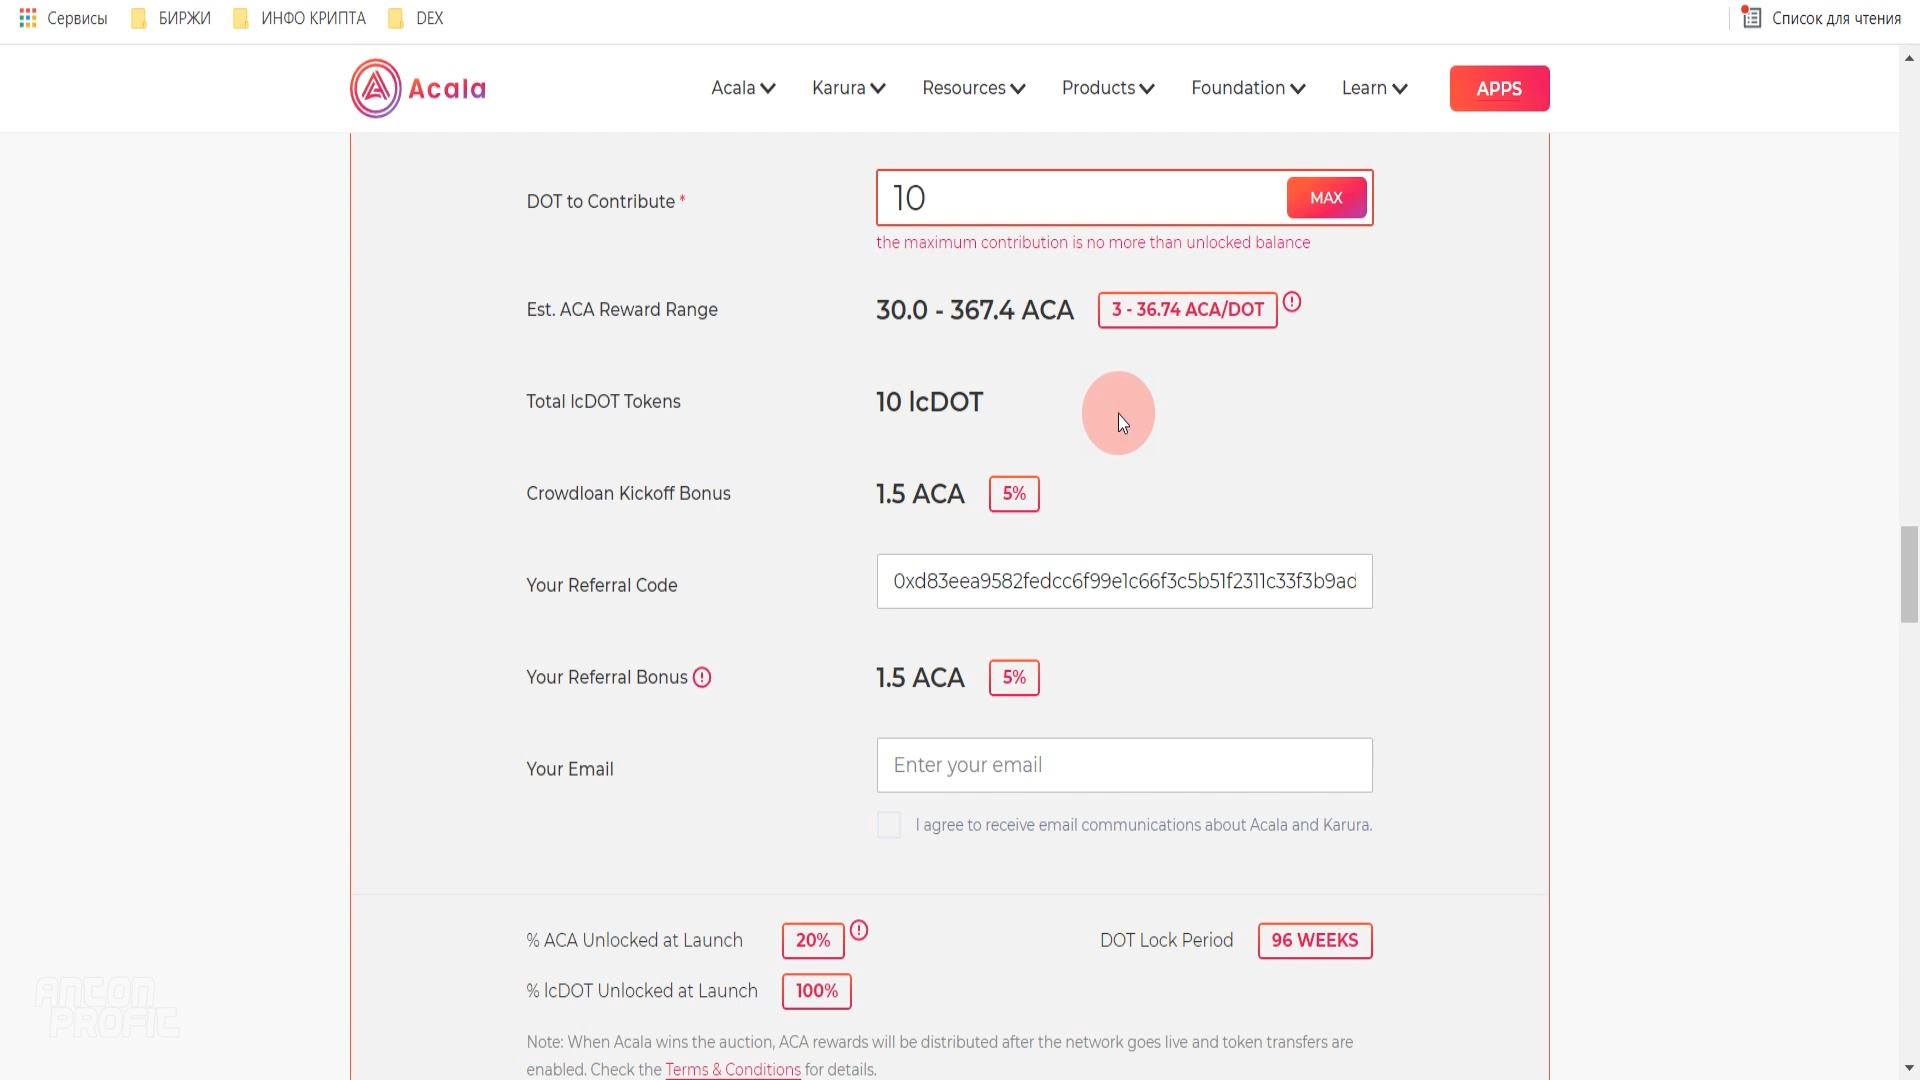 Сервисы БИРЖИ ИНФО КРИПТА DEX Список для чтения
Acala Acala Karura Resources Products Foundation Learn APPS
DOT to Contribute * 10 MAX
the maximum contribution is no more than unlocked balance
Est. ACA Reward Range 30.0 - 367.4 ACA 3 - 36.74 ACA/DOT
Total lcDOT Tokens 10 lcDOT
Crowdloan Kickoff Bonus 1.5 ACA 5%
Your Referral Code 0xd83eea9582fedcc6f99e1c66f3c5b51f2311c33f3b9ad
Your Referral Bonus 1.5 ACA 5%
Your Email Enter your email
I agree to receive email communications about Acala and Karura.
% ACA Unlocked at Launch 20% DOT Lock Period 96 WEEKS
% lcDOT Unlocked at Launch 100%
ANTON
PROFIT
Note: When Acala wins the auction, ACA rewards will be distributed after the network goes live and token transfers are
enabled. Check the Terms & Conditions for details.